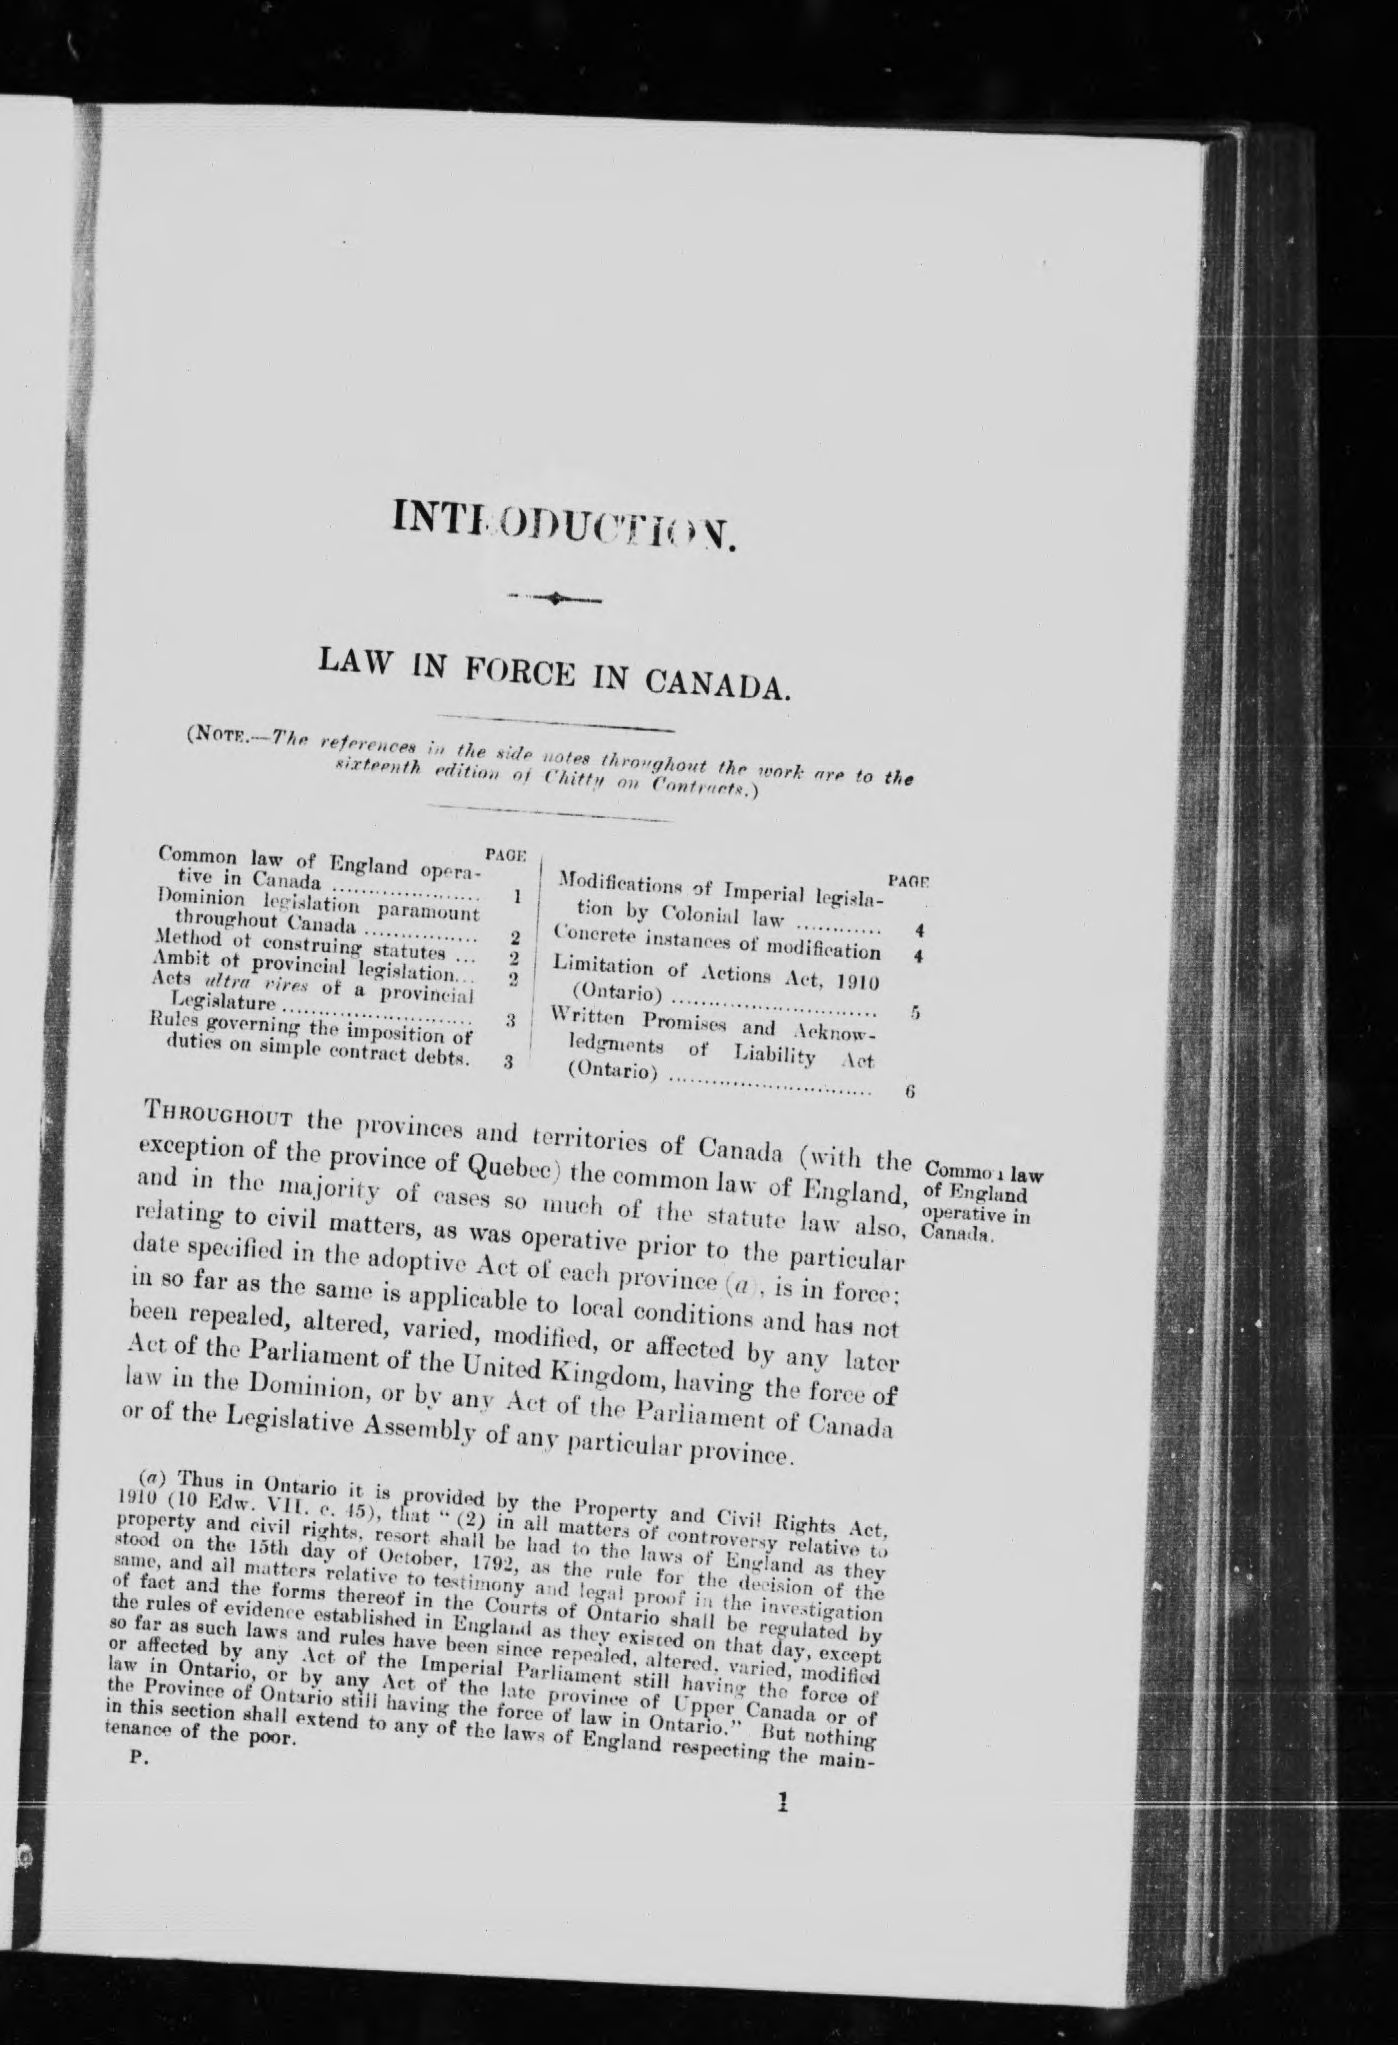 INTRODUCTION.
LAW IN FORCE IN CANADA.
(NOTE.—The references in the side notes throughout the work are to the
sixteenth edition of Chitty on Contracts.)
PAGE
Common law of England opera-
tive in Canada .................... 1
Dominion legislation paramount
throughout Canada ................ 2
Method of construing statutes ... 2
Ambit of provincial legislation... 2
Acts ultra vires of a provincial
Legislature .......................... 3
Rules governing the imposition of
duties on simple contract debts. 3
PAGE
Modifications of Imperial legisla-
tion by Colonial law ............ 4
Concrete instances of modification 4
Limitation of Actions Act, 1910
(Ontario) ............................. 5
Written Promises and Acknow-
ledgments of Liability Act
(Ontario) ............................. 6
THROUGHOUT the provinces and territories of Canada (with the
exception of the province of Quebec) the common law of England,
and in the majority of cases so much of the statute law also,
relating to civil matters, as was operative prior to the particular
date specified in the adoptive Act of each province (a), is in force;
in so far as the same is applicable to local conditions and has not
been repealed, altered, varied, modified, or affected by any later
Act of the Parliament of the United Kingdom, having the force of
law in the Dominion, or by any Act of the Parliament of Canada
or of the Legislative Assembly of any particular province.
Common law
of England
operative in
Canada.
(a) Thus in Ontario it is provided by the Property and Civil Rights Act,
1910 (10 Edw. VII. c. 45), that "(2) in all matters of controversy relative to
property and civil rights, resort shall be had to the laws of England as they
stood on the 15th day of October, 1792, as the rule for the decision of the
same, and all matters relative to testimony and legal proof in the investigation
of fact and the forms thereof in the Courts of Ontario shall be regulated by
the rules of evidence established in England as they existed on that day, except
so far as such laws and rules have been since repealed, altered, varied, modified
or affected by any Act of the Imperial Parliament still having the force of
law in Ontario, or by any Act of the late province of Upper Canada or of
the Province of Ontario still having the force of law in Ontario." But nothing
in this section shall extend to any of the laws of England respecting the main-
tenance of the poor.
P.
1